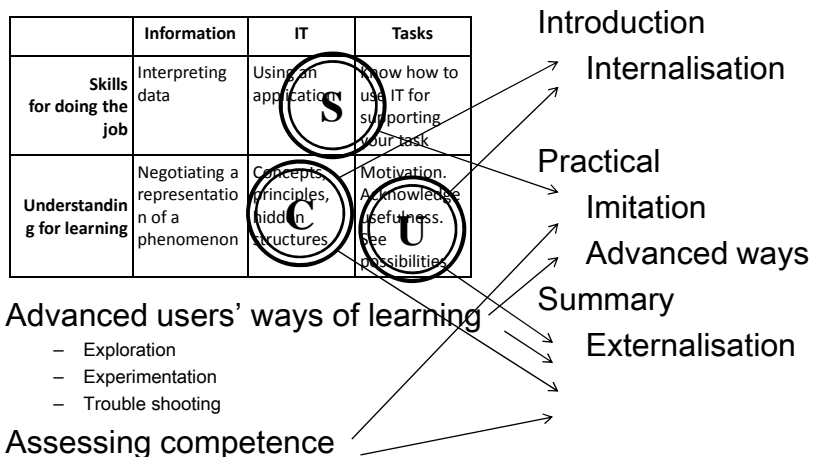 Information IT Tasks
Skills
for doing the
job
Interpreting
data
Using an
application
Know how to
use IT for
supporting
your task
S
Understandin
g for learning
Negotiating a
representatio
n of a
phenomenon
Concepts,
principles,
hidden
structures
C
Motivation.
Acknowledge
usefulness.
See
possibilities
U
Advanced users’ ways of learning
– Exploration
– Experimentation
– Trouble shooting
Assessing competence
Introduction
Internalisation
Practical
Imitation
Advanced ways
Summary
Externalisation